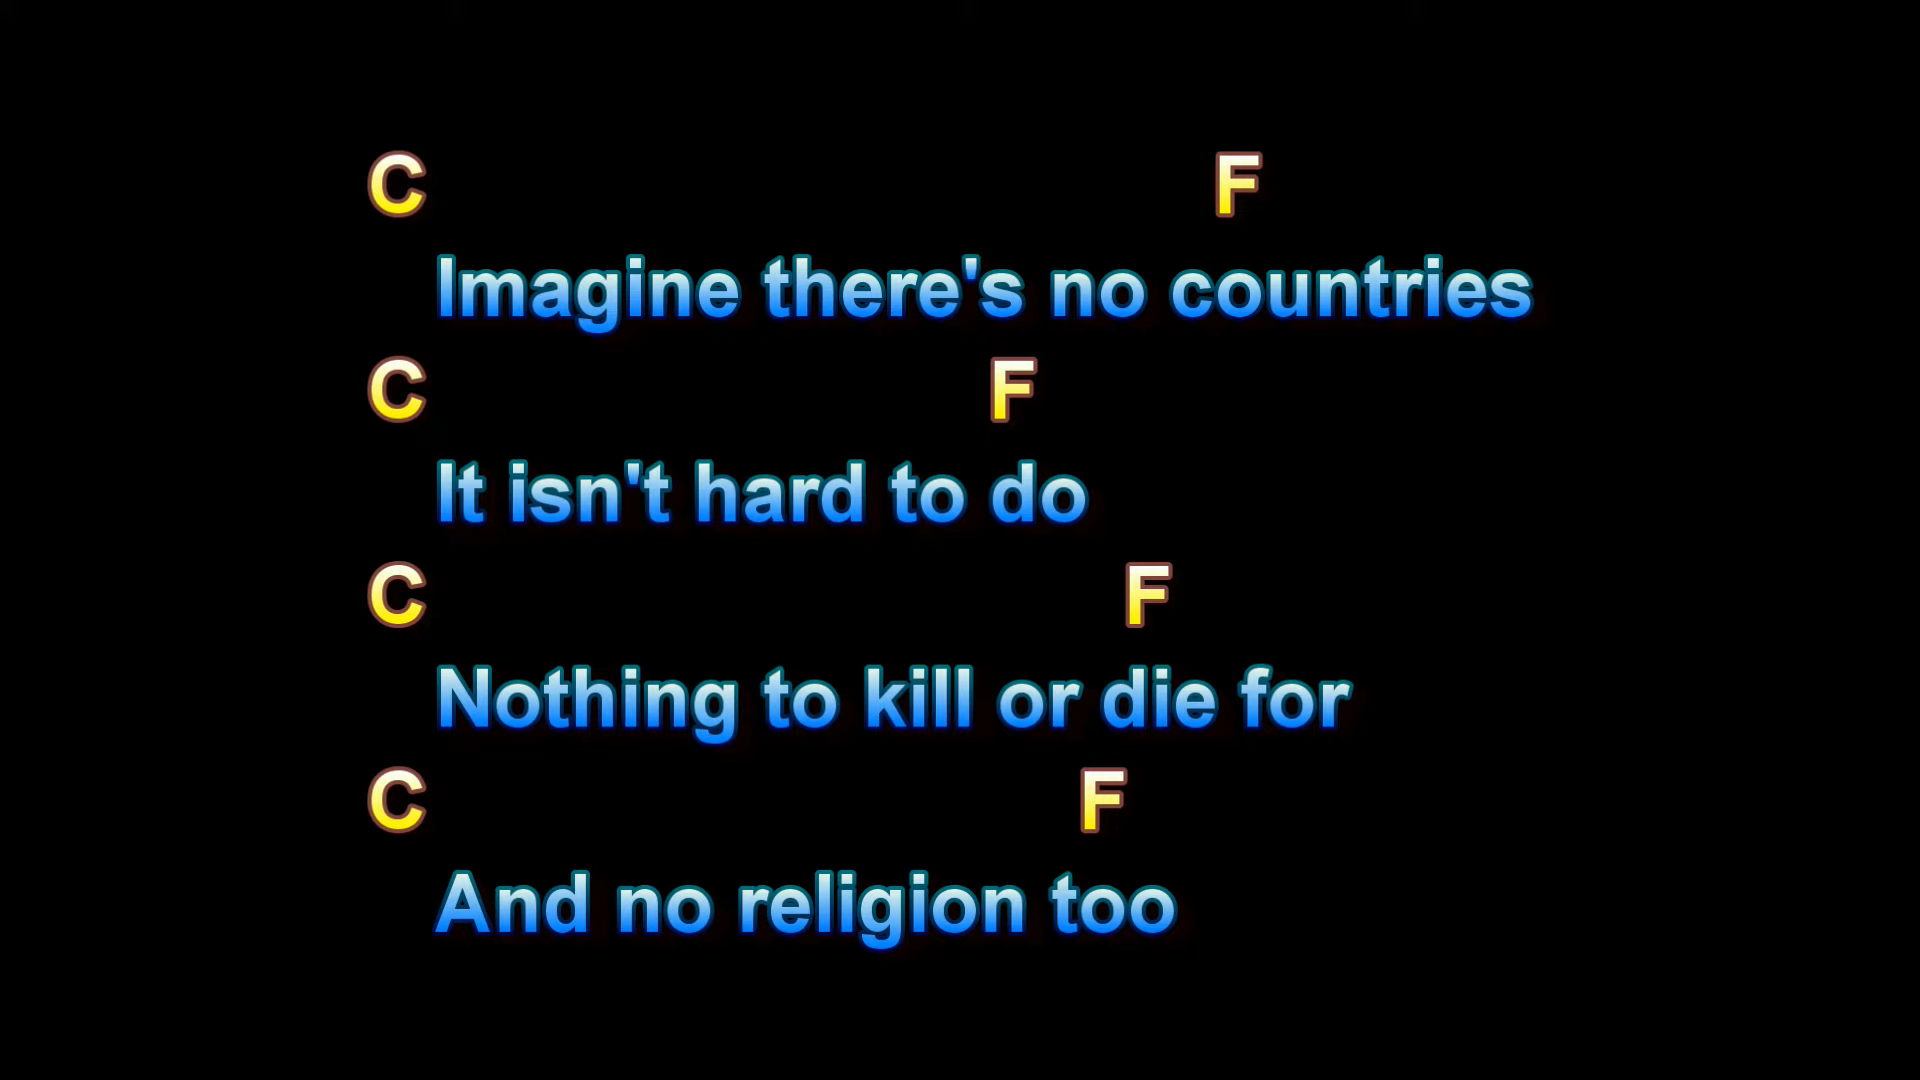 C F
Imagine there's no countries
C F
It isn't hard to do
C F
Nothing to kill or die for
C F
And no religion too